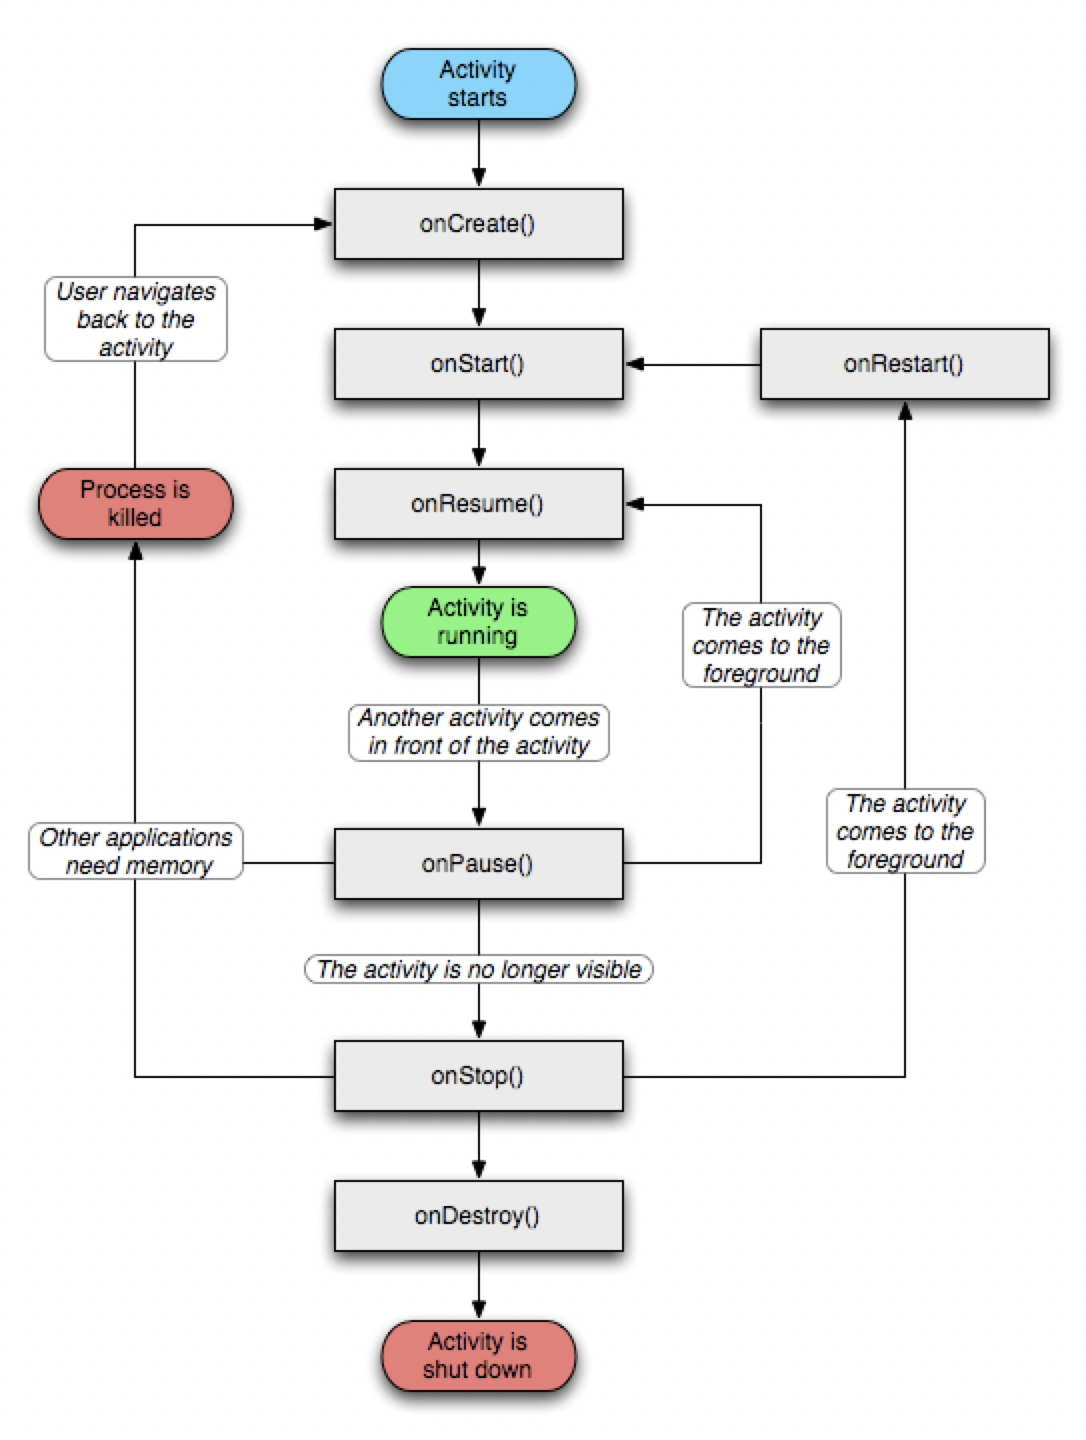 Activity
starts
onCreate()
User navigates
back to the
activity
onStart()
onRestart()
Process is
killed
onResume()
Activity is
running
The activity
comes to the
foreground
Another activity comes
in front of the activity
The activity
comes to the
foreground
Other applications
need memory
onPause()
The activity is no longer visible
onStop()
onDestroy()
Activity is
shut down